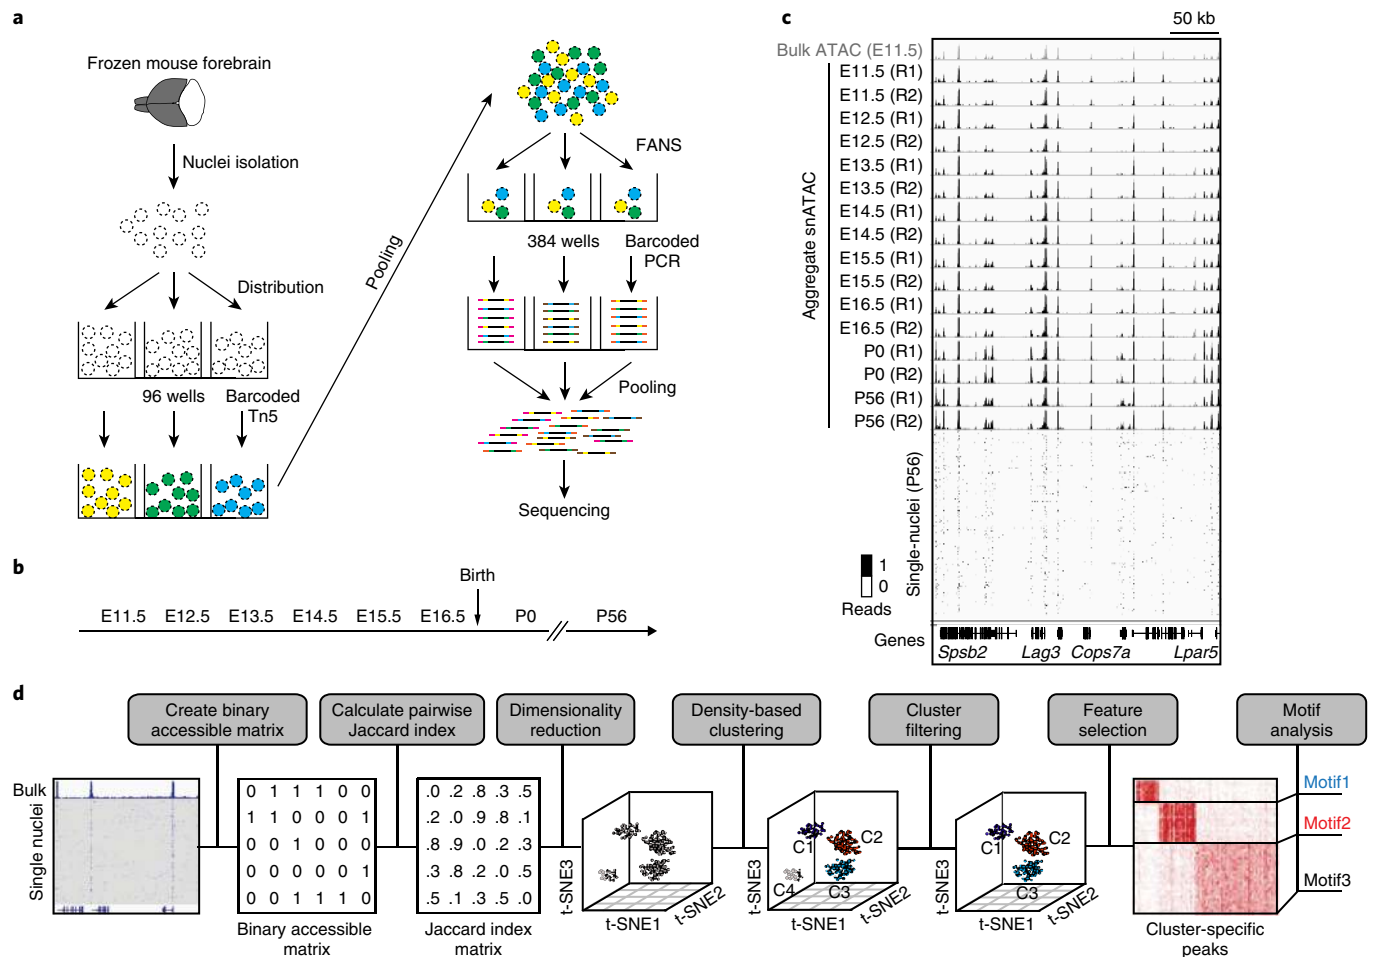 a
Frozen mouse forebrain
Nuclei isolation
Distribution
96 wells
Barcoded
Tn5
Pooling
FANS
384 wells
Barcoded
PCR
Pooling
Sequencing
b
Birth
E11.5 E12.5 E13.5 E14.5 E15.5 E16.5 P0 P56
c
50 kb
Bulk ATAC (E11.5)
Aggregate snATAC
E11.5 (R1)
E11.5 (R2)
E12.5 (R1)
E12.5 (R2)
E13.5 (R1)
E13.5 (R2)
E14.5 (R1)
E14.5 (R2)
E15.5 (R1)
E15.5 (R2)
E16.5 (R1)
E16.5 (R2)
P0 (R1)
P0 (R2)
P56 (R1)
P56 (R2)
Single-nuclei (P56)
1
0
Reads
Genes
Spsb2 Lag3 Cops7a Lpar5
d
Create binary
accessible matrix
Calculate pairwise
Jaccard index
Dimensionality
reduction
Density-based
clustering
Cluster
filtering
Feature
selection
Motif
analysis
Bulk
Single nuclei
0 1 1 1 0 0
1 1 0 0 0 1
0 0 1 0 0 0
0 0 0 0 0 1
0 0 1 1 1 0
Binary accessible
matrix
.0 .2 .8 .3 .5
.2 .0 .9 .8 .1
.8 .9 .0 .2 .3
.3 .8 .2 .0 .5
.5 .1 .3 .5 .0
Jaccard index
matrix
t-SNE3
t-SNE1
t-SNE2
C1
C2
C4
C3
t-SNE3
t-SNE1
t-SNE2
C1
C2
C3
t-SNE3
t-SNE1
t-SNE2
Motif1
Motif2
Motif3
Cluster-specific
peaks